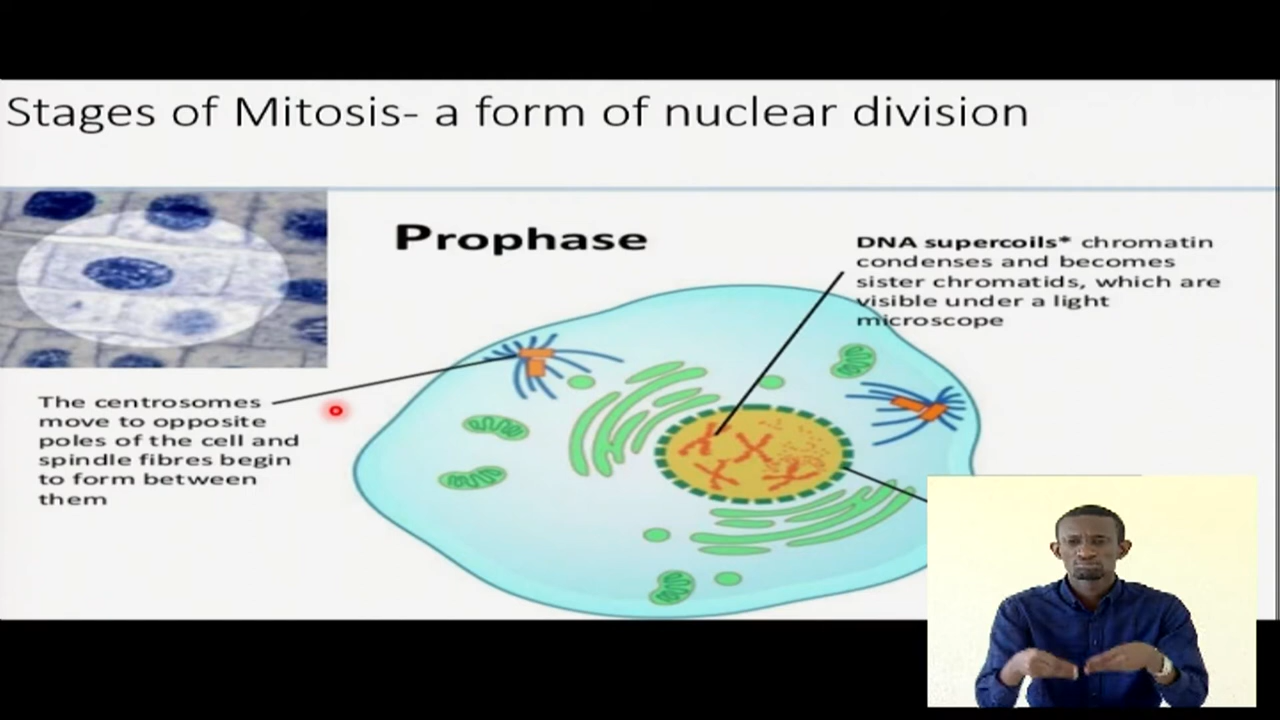 Stages of Mitosis- a form of nuclear division
Prophase
DNA supercoils* chromatin
condenses and becomes
sister chromatids, which are
visible under a light
microscope
The centrosomes
move to opposite
poles of the cell and
spindle fibres begin
to form between
them